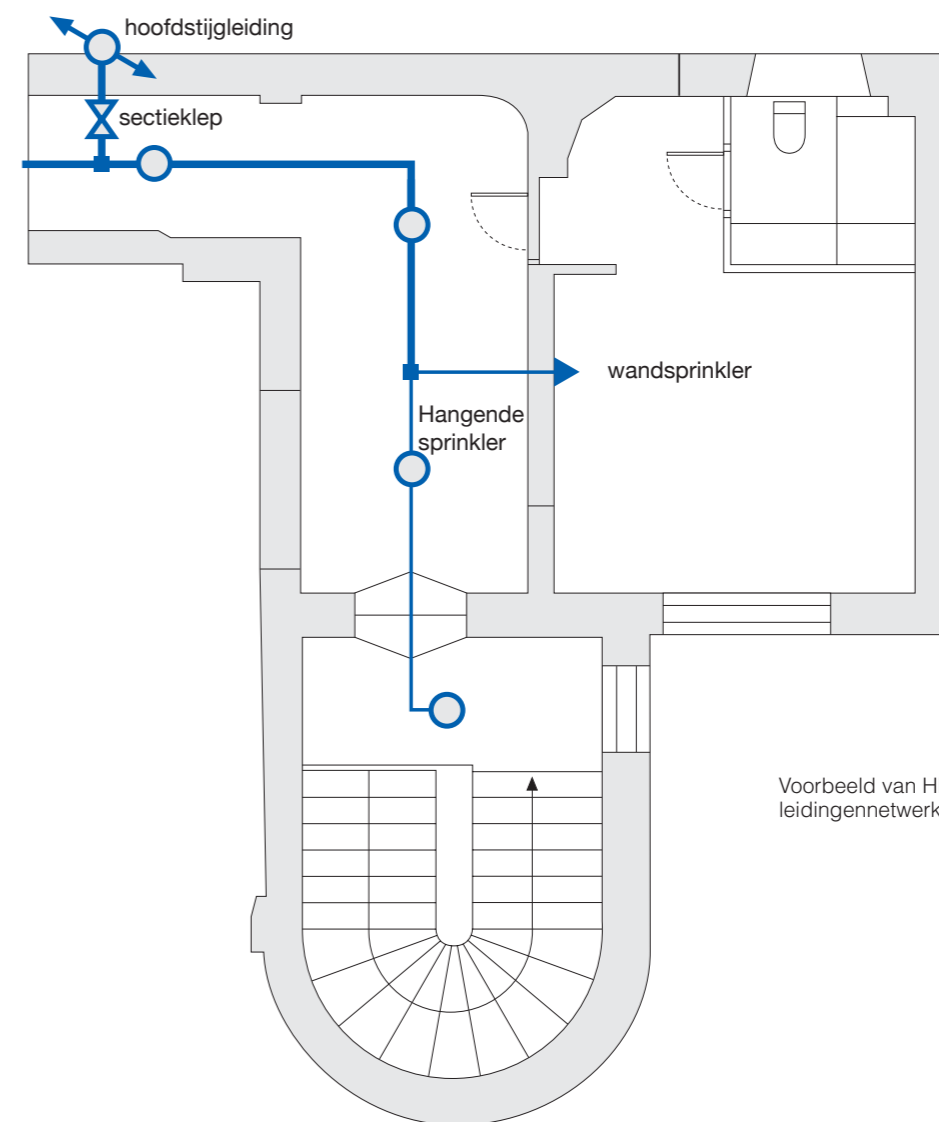 hoofdstijgleiding
sectieklep
wandsprinkler
Hangende
sprinkler
Voorbeeld van H
leidingennetwerk